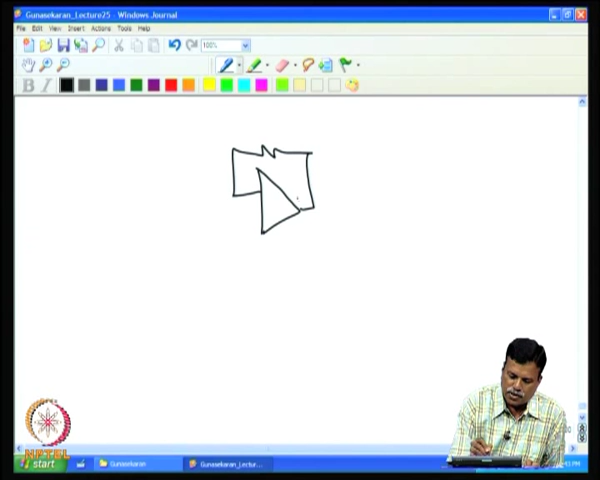 Gunasekaran_Lecture25 - Windows Journal
File Edit View Insert Actions Tools Help
100%
B I
NPTEL
start Gunasekaran Gunasekaran_Lectur...